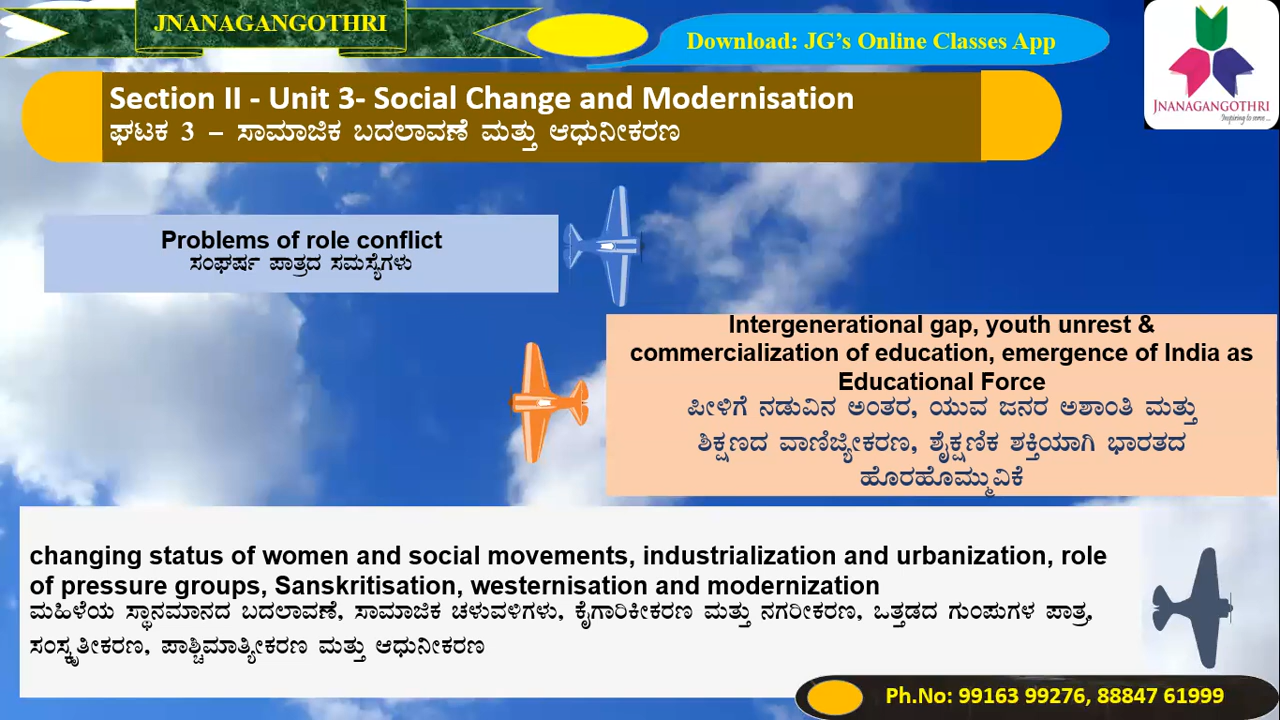 JNANAGANGOTHRI
Download: JG's Online Classes App
JNANAGANGOTHRI
Inspiring to serve ...
Section II - Unit 3- Social Change and Modernisation
ಘಟಕ 3 – ಸಾಮಾಜಿಕ ಬದಲಾವಣೆ ಮತ್ತು ಆಧುನೀಕರಣ
Problems of role conflict
ಸಂಘರ್ಷ ಪಾತ್ರದ ಸಮಸ್ಯೆಗಳು
Intergenerational gap, youth unrest &
commercialization of education, emergence of India as
Educational Force
ಪೀಳಿಗೆ ನಡುವಿನ ಅಂತರ, ಯುವ ಜನರ ಅಶಾಂತಿ ಮತ್ತು
ಶಿಕ್ಷಣದ ವಾಣಿಜ್ಯೀಕರಣ, ಶೈಕ್ಷಣಿಕ ಶಕ್ತಿಯಾಗಿ ಭಾರತದ
ಹೊರಹೊಮ್ಮುವಿಕೆ
changing status of women and social movements, industrialization and urbanization, role
of pressure groups, Sanskritisation, westernisation and modernization
ಮಹಿಳೆಯ ಸ್ಥಾನಮಾನದ ಬದಲಾವಣೆ, ಸಾಮಾಜಿಕ ಚಳುವಳಿಗಳು, ಕೈಗಾರಿಕೀಕರಣ ಮತ್ತು ನಗರೀಕರಣ, ಒತ್ತಡದ ಗುಂಪುಗಳ ಪಾತ್ರ,
ಸಂಸ್ಕೃತೀಕರಣ, ಪಾಶ್ಚಿಮಾತ್ಯೀಕರಣ ಮತ್ತು ಆಧುನೀಕರಣ
Ph.No: 99163 99276, 88847 61999